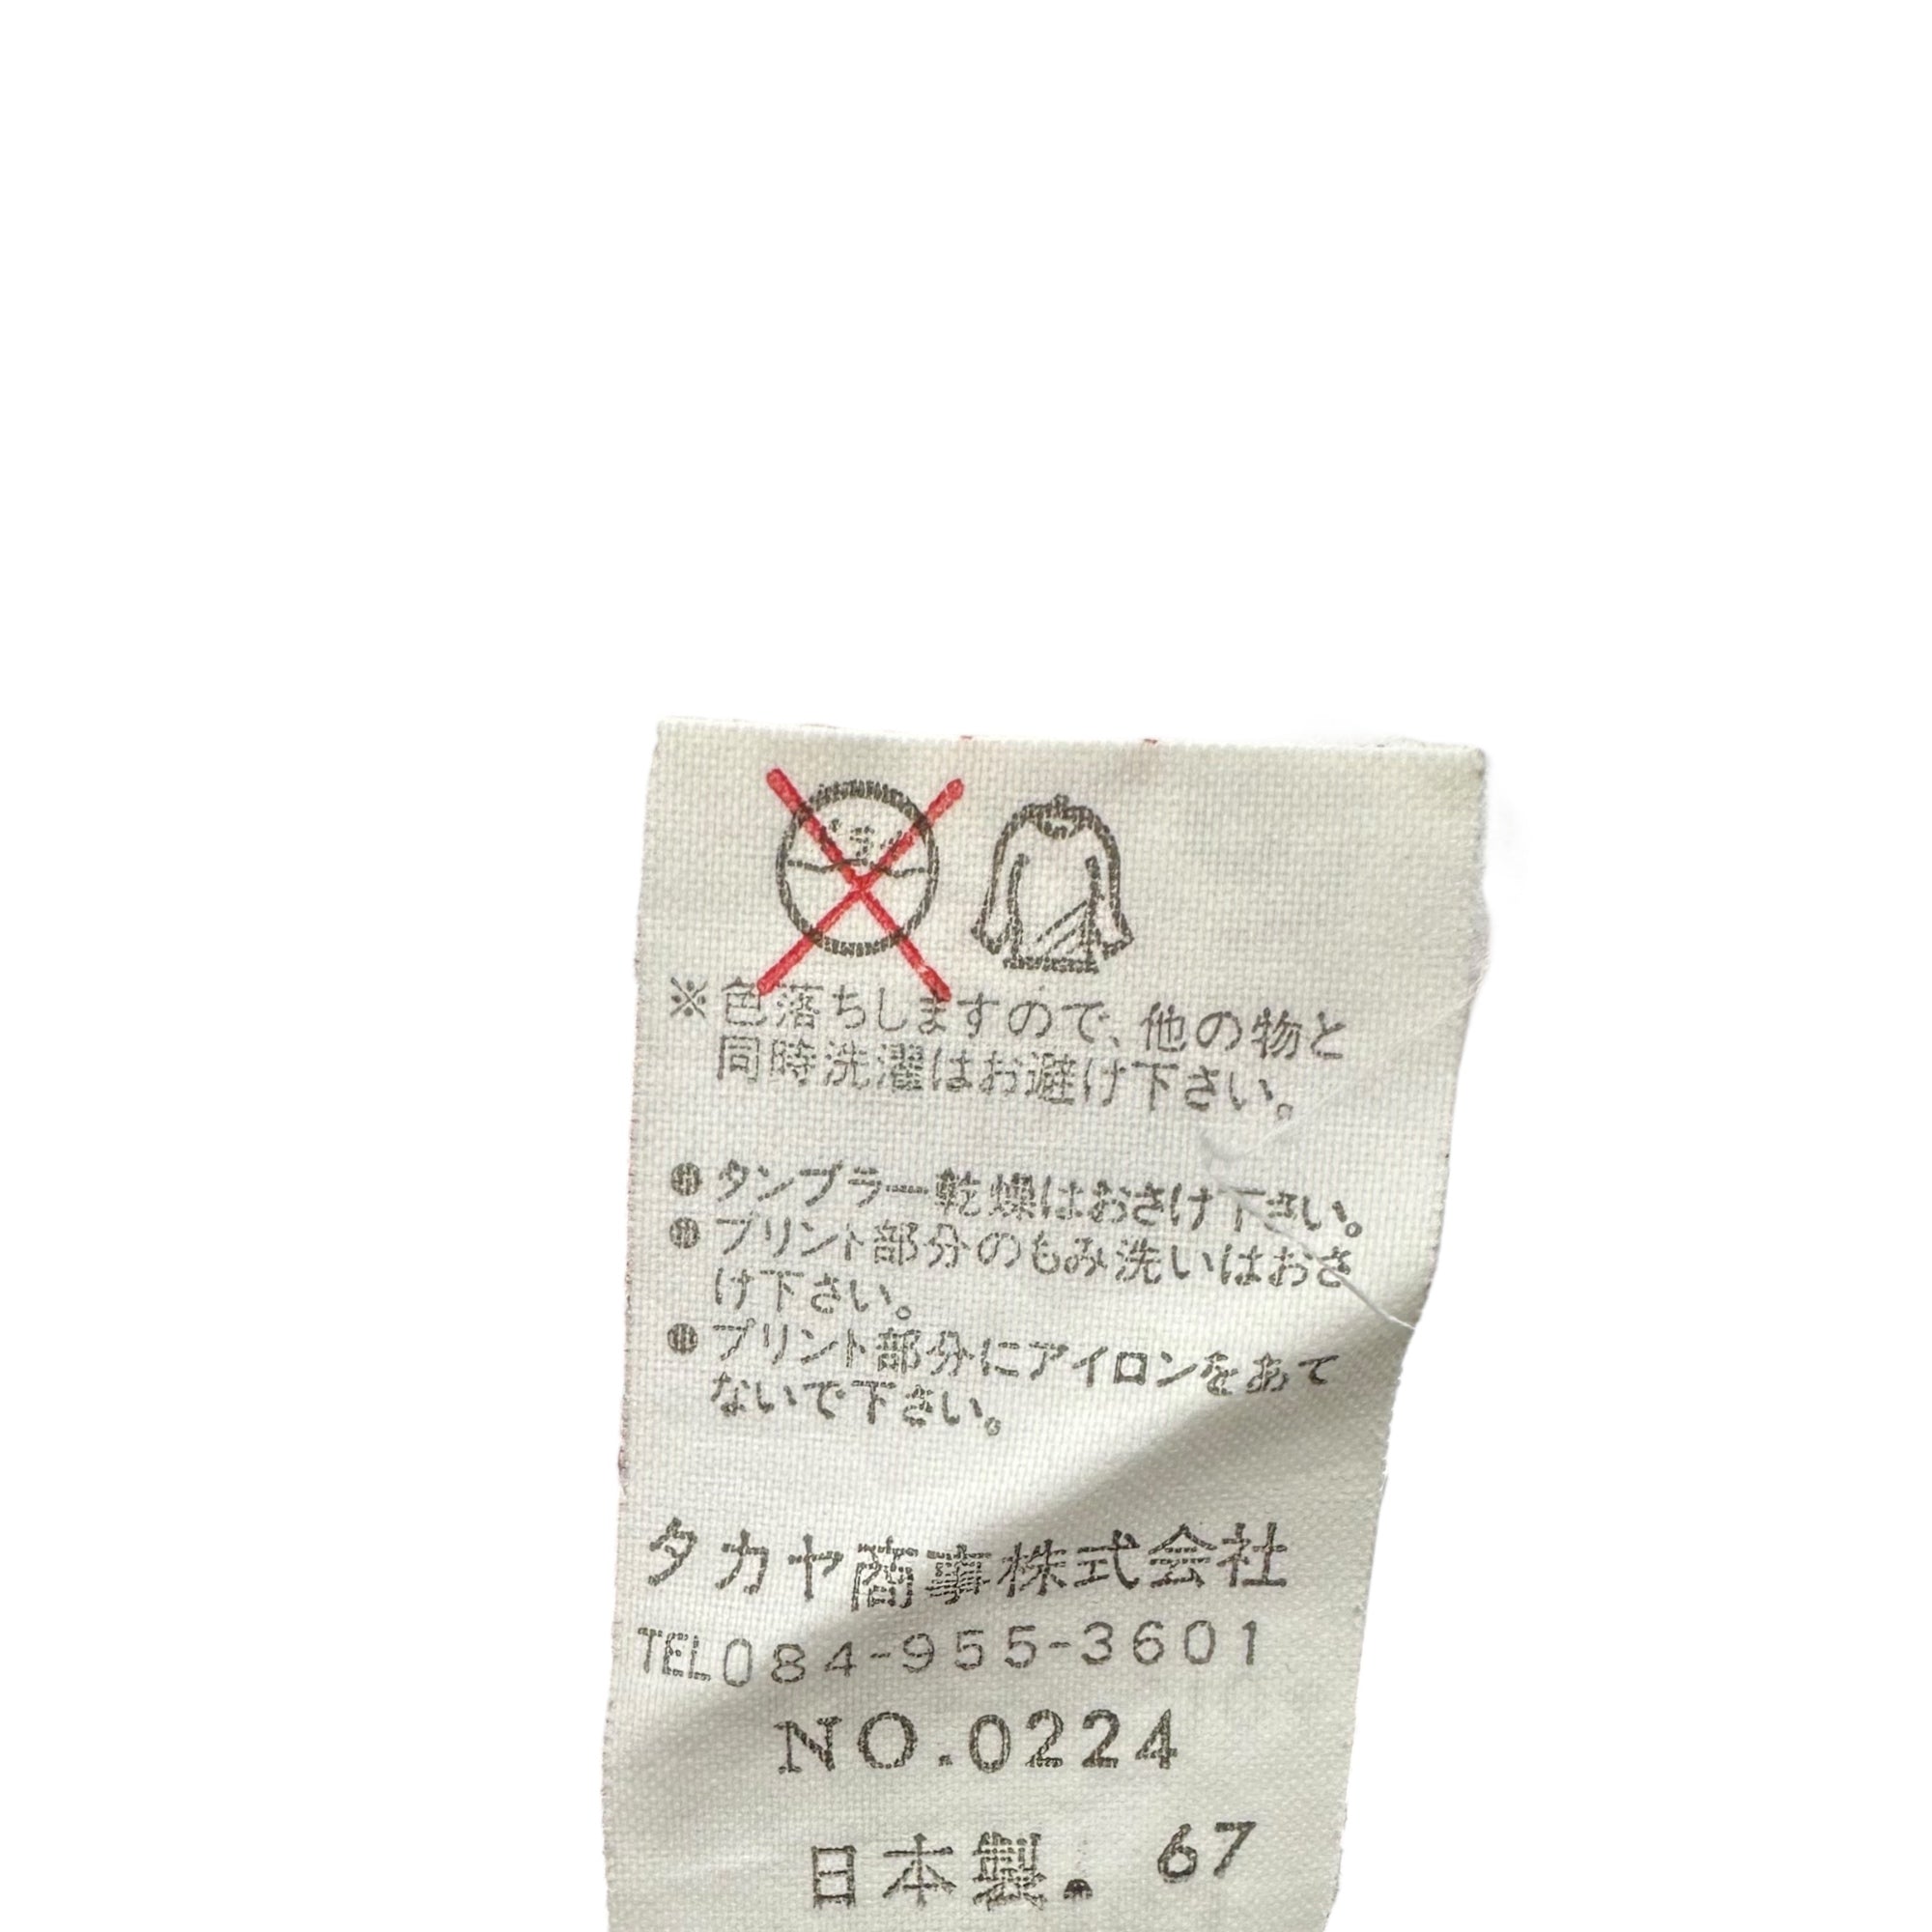 ※色落ちしますので、他の物と
同時洗濯はお避け下さい。
●タンブラー乾燥はおさけ下さい。
●プリント部分のもみ洗いはおさ
け下さい。
●プリント部分にアイロンをあて
ないで下さい。
タカヤ商事株式会社
TEL084-955-3601
NO.0224
日本製. 67